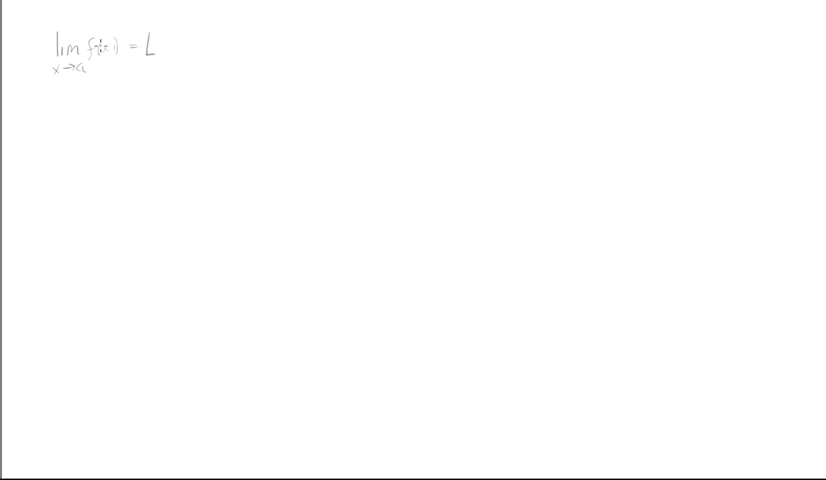 lim f(x) = L
x→a